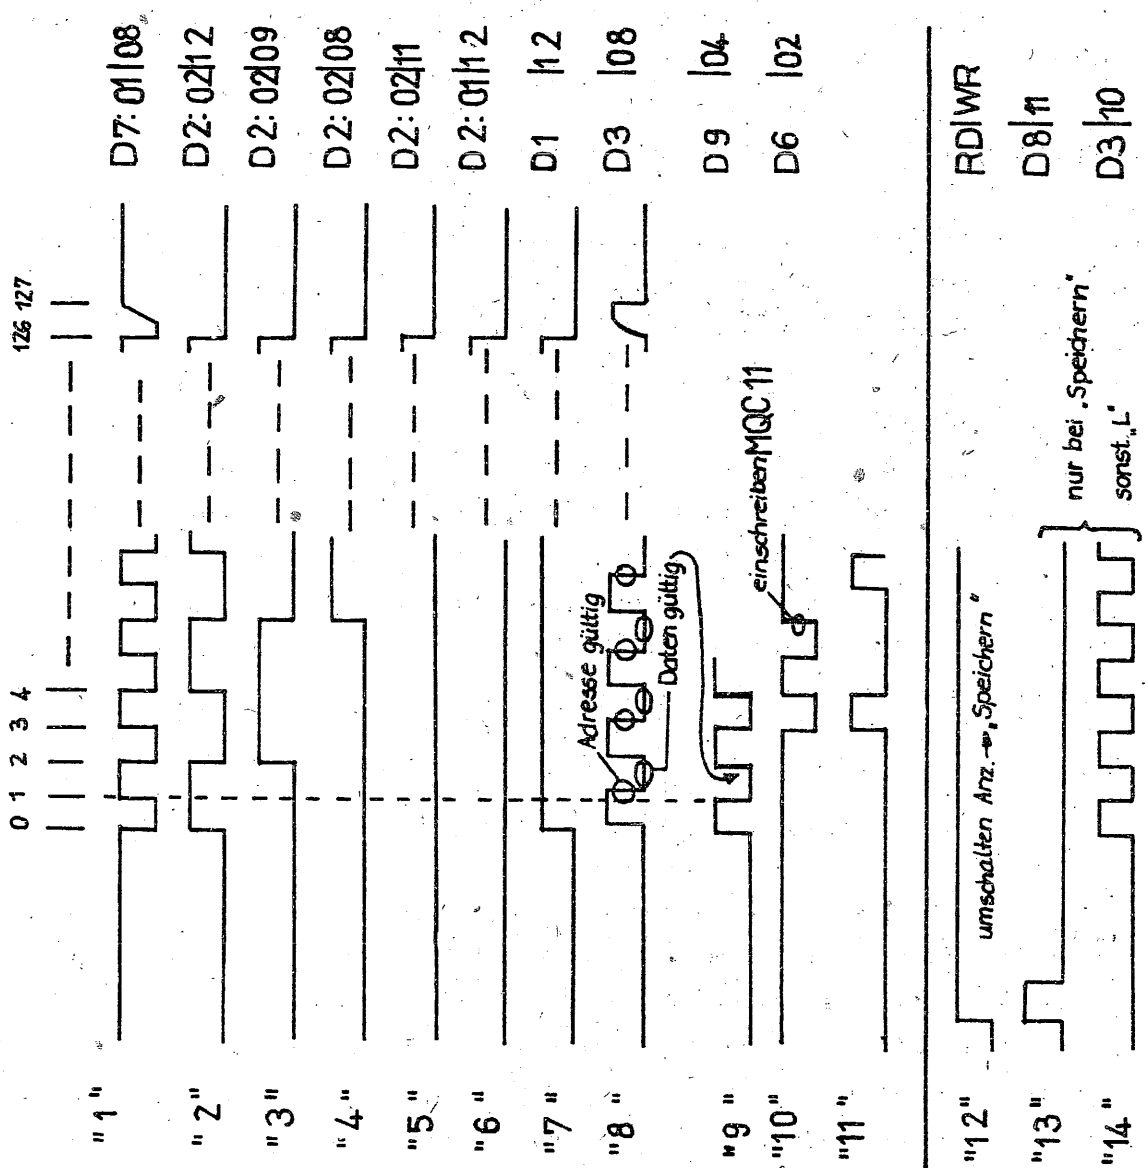 0 1 2 3 4 126 127
"1" D7: 01|08
"2" D2: 02|12
"3" D2: 02|09
"4" D2: 02|08
"5" D2: 02|11
"6" D2: 01|12
"7" D1 |12
"8" D3 |08
Adresse gültig
Daten gültig
"9" D9 |04
einschreiben MQC11
"10" D6 |02
"11"
"12" RD|WR
umschalten Anz. → „Speichern"
"13" D8|11
nur bei „Speichern"
sonst „L"
"14" D3|10